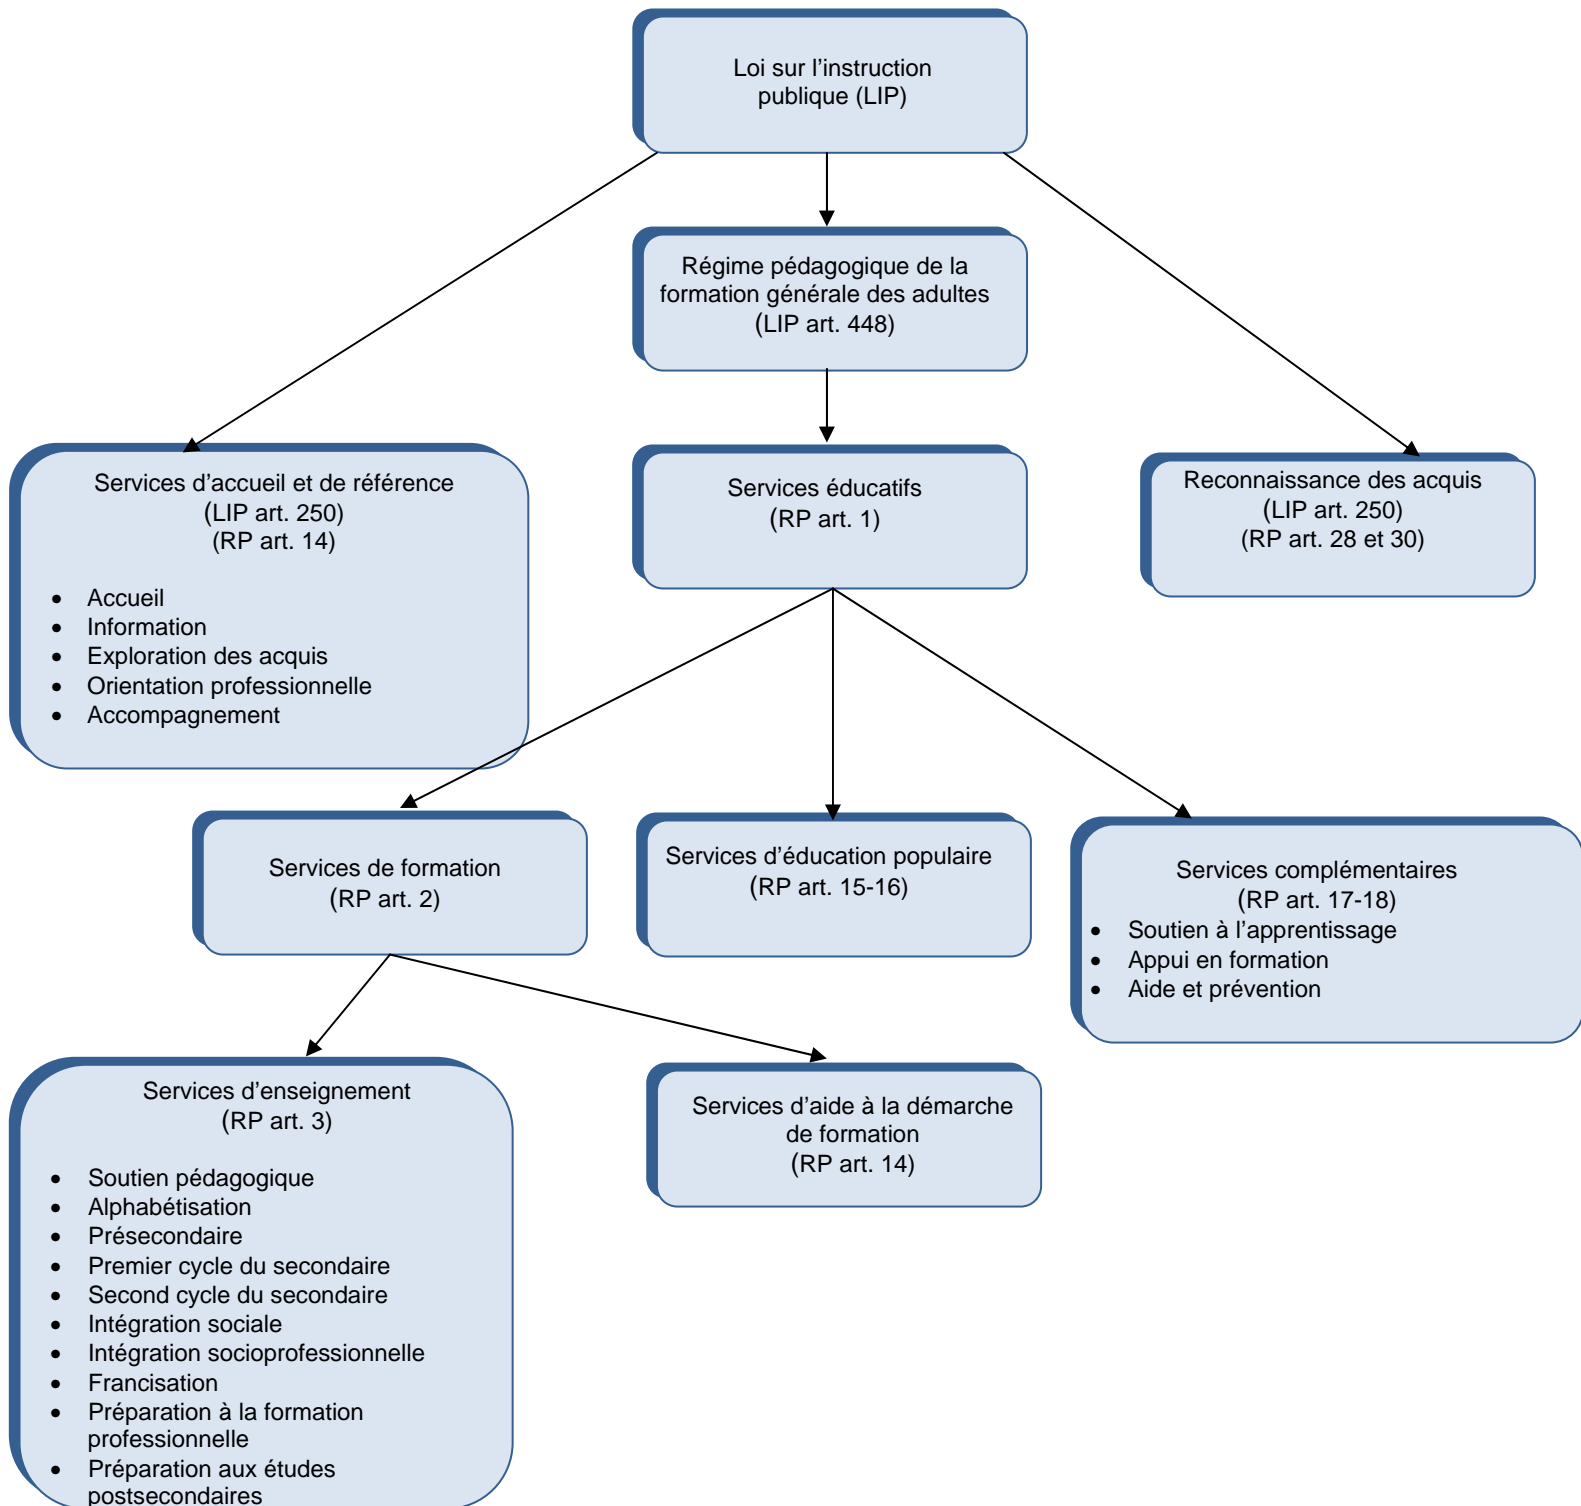 Loi sur l’instruction
publique (LIP)
Régime pédagogique de la
formation générale des adultes
(LIP art. 448)
Services d’accueil et de référence
(LIP art. 250)
(RP art. 14)
• Accueil
• Information
• Exploration des acquis
• Orientation professionnelle
• Accompagnement
Services éducatifs
(RP art. 1)
Reconnaissance des acquis
(LIP art. 250)
(RP art. 28 et 30)
Services de formation
(RP art. 2)
Services d’éducation populaire
(RP art. 15-16)
Services complémentaires
(RP art. 17-18)
• Soutien à l’apprentissage
• Appui en formation
• Aide et prévention
Services d’enseignement
(RP art. 3)
• Soutien pédagogique
• Alphabétisation
• Présecondaire
• Premier cycle du secondaire
• Second cycle du secondaire
• Intégration sociale
• Intégration socioprofessionnelle
• Francisation
• Préparation à la formation
professionnelle
• Préparation aux études
postsecondaires
Services d’aide à la démarche
de formation
(RP art. 14)